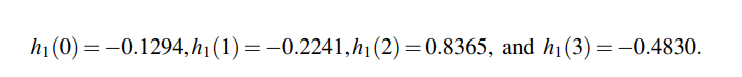 h₁(0) = −0.1294, h₁(1) = −0.2241, h₁(2) = 0.8365, and h₁(3) = −0.4830.